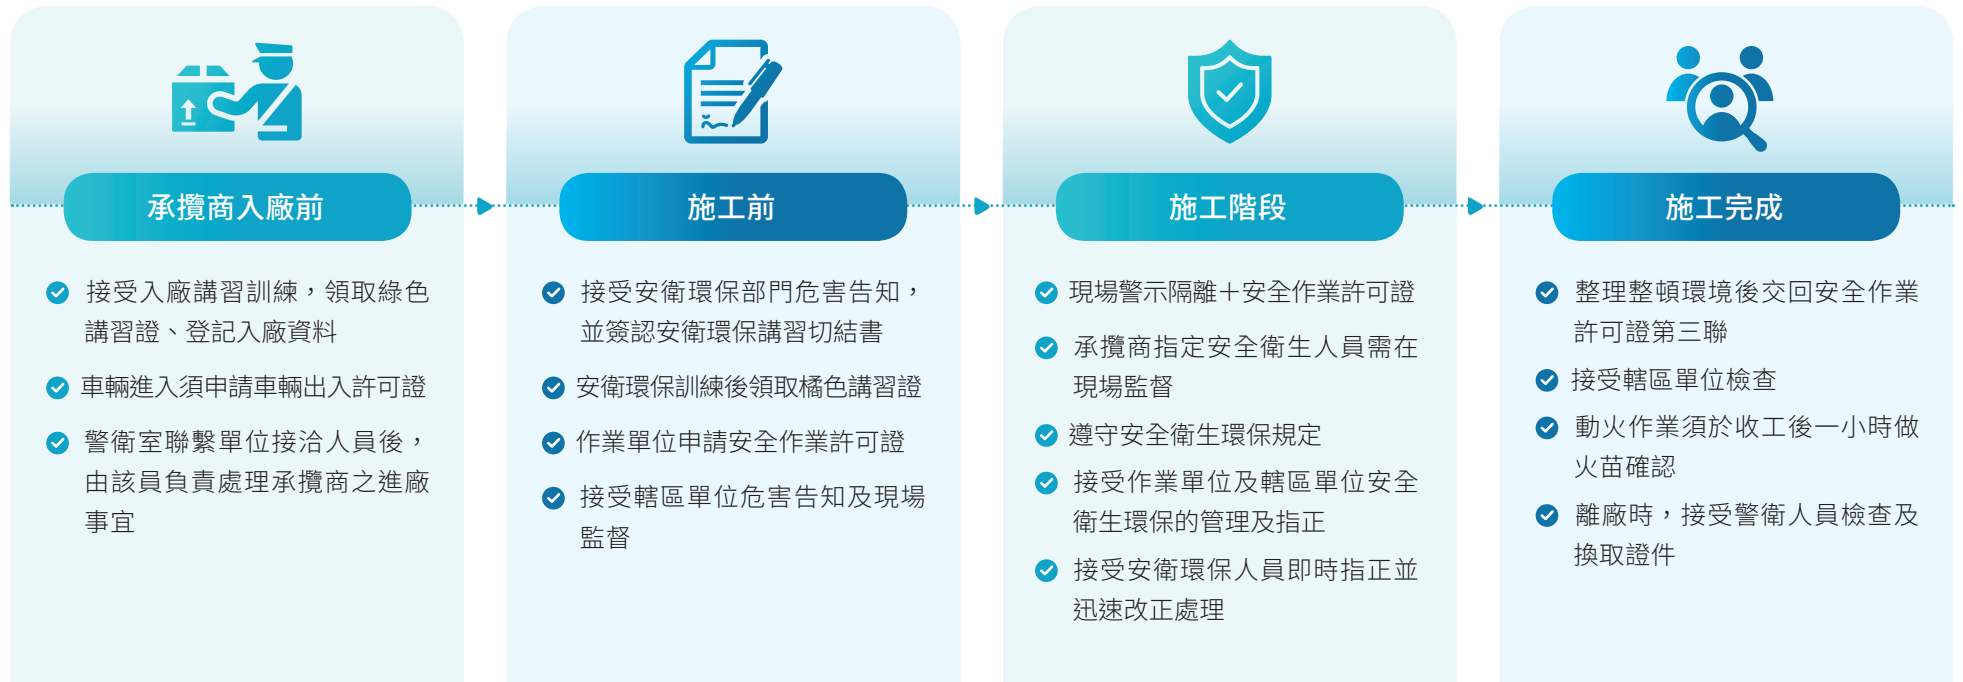 承攬商入廠前
接受入廠講習訓練，領取綠色
講習證、登記入廠資料
車輛進入須申請車輛出入許可證
警衛室聯繫單位接洽人員後，
由該員負責處理承攬商之進廠
事宜
施工前
接受安衛環保部門危害告知，
並簽認安衛環保講習切結書
安衛環保訓練後領取橘色講習證
作業單位申請安全作業許可證
接受轄區單位危害告知及現場
監督
施工階段
現場警示隔離＋安全作業許可證
承攬商指定安全衛生人員需在
現場監督
遵守安全衛生環保規定
接受作業單位及轄區單位安全
衛生環保的管理及指正
接受安衛環保人員即時指正並
迅速改正處理
施工完成
整理整頓環境後交回安全作業
許可證第三聯
接受轄區單位檢查
動火作業須於收工後一小時做
火苗確認
離廠時，接受警衛人員檢查及
換取證件